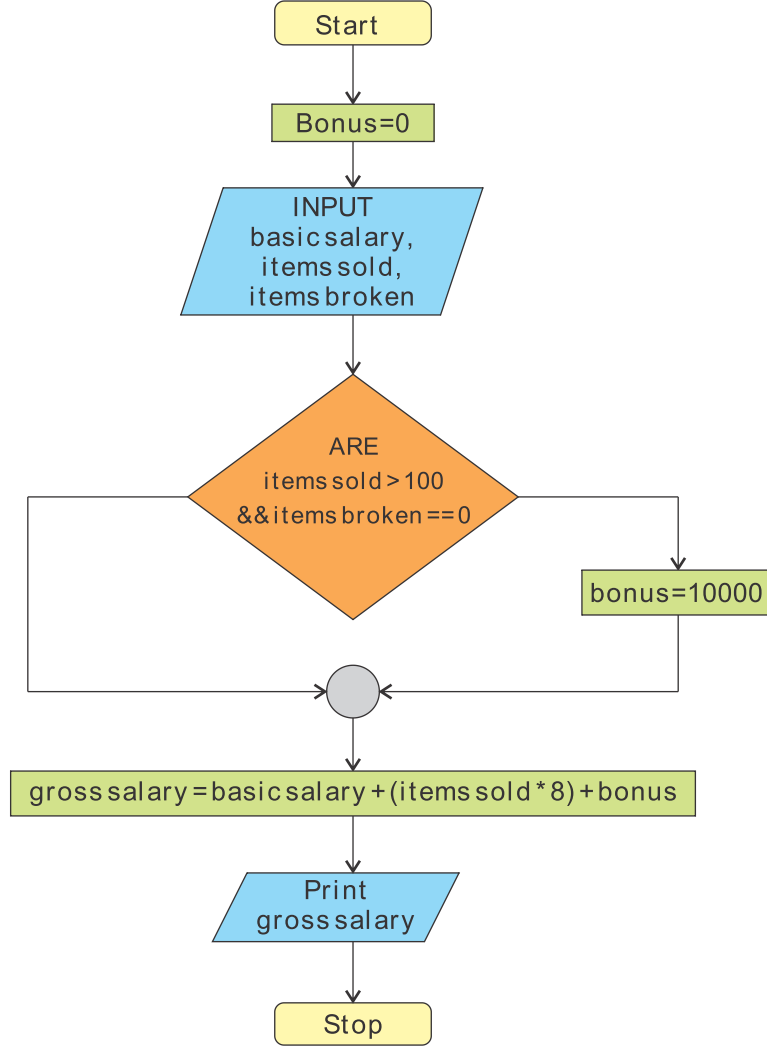 Start
Bonus=0
INPUT
basic salary,
items sold,
items broken
ARE
items sold > 100
&& items broken == 0
bonus=10000
gross salary = basic salary + (items sold * 8) + bonus
Print
gross salary
Stop